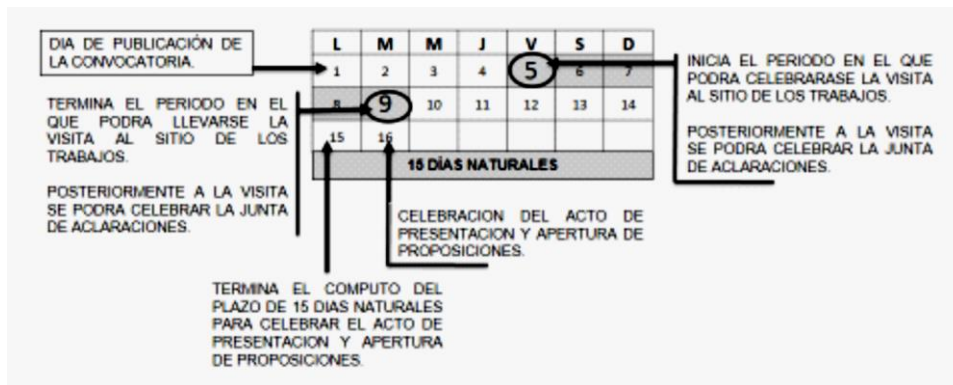 DIA DE PUBLICACIÓN DE
LA CONVOCATORIA.
L M M J V S D
1 2 3 4 5 6 7
8 9 10 11 12 13 14
15 16
15 DÍAS NATURALES
INICIA EL PERIODO EN EL QUE
PODRA CELEBRARASE LA VISITA
AL SITIO DE LOS TRABAJOS.
POSTERIORMENTE A LA VISITA
SE PODRA CELEBRAR LA JUNTA
DE ACLARACIONES.
TERMINA EL PERIODO EN EL
QUE PODRA LLEVARSE LA
VISITA AL SITIO DE LOS
TRABAJOS.
POSTERIORMENTE A LA VISITA
SE PODRA CELEBRAR LA JUNTA
DE ACLARACIONES.
CELEBRACION DEL ACTO DE
PRESENTACION Y APERTURA DE
PROPOSICIONES.
TERMINA EL COMPUTO DEL
PLAZO DE 15 DIAS NATURALES
PARA CELEBRAR EL ACTO DE
PRESENTACION Y APERTURA
DE PROPOSICIONES.